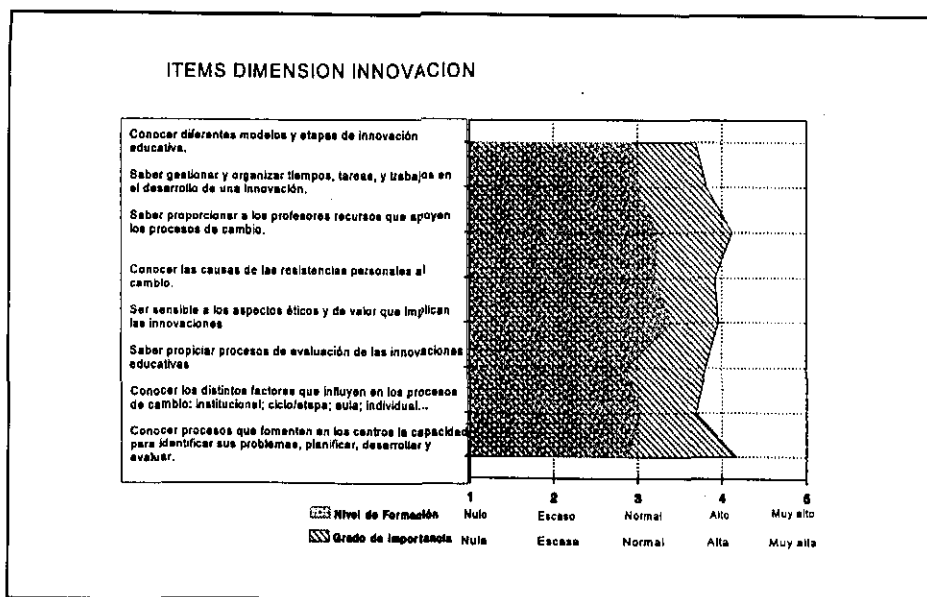 ITEMS DIMENSION INNOVACION
Conocer diferentes modelos y etapas de innovación
educativa.
Saber gestionar y organizar tiempos, tareas, y trabajos en
el desarrollo de una innovación.
Saber proporcionar a los profesores recursos que apoyen
los procesos de cambio.
Conocer las causas de las resistencias personales al
cambio.
Ser sensible a los aspectos éticos y de valor que implican
las innovaciones
Saber propiciar procesos de evaluación de las innovaciones
educativas
Conocer los distintos factores que influyen en los procesos
de cambio: institucional; ciclo/etapa; aula; individual...
Conocer procesos que fomenten en los centros la capacidad
para identificar sus problemas, planificar, desarrollar y
evaluar.
1 2 3 4 5
Nivel de Formación Nulo Escaso Normal Alto Muy alto
Grado de importancia Nula Escasa Normal Alta Muy alta